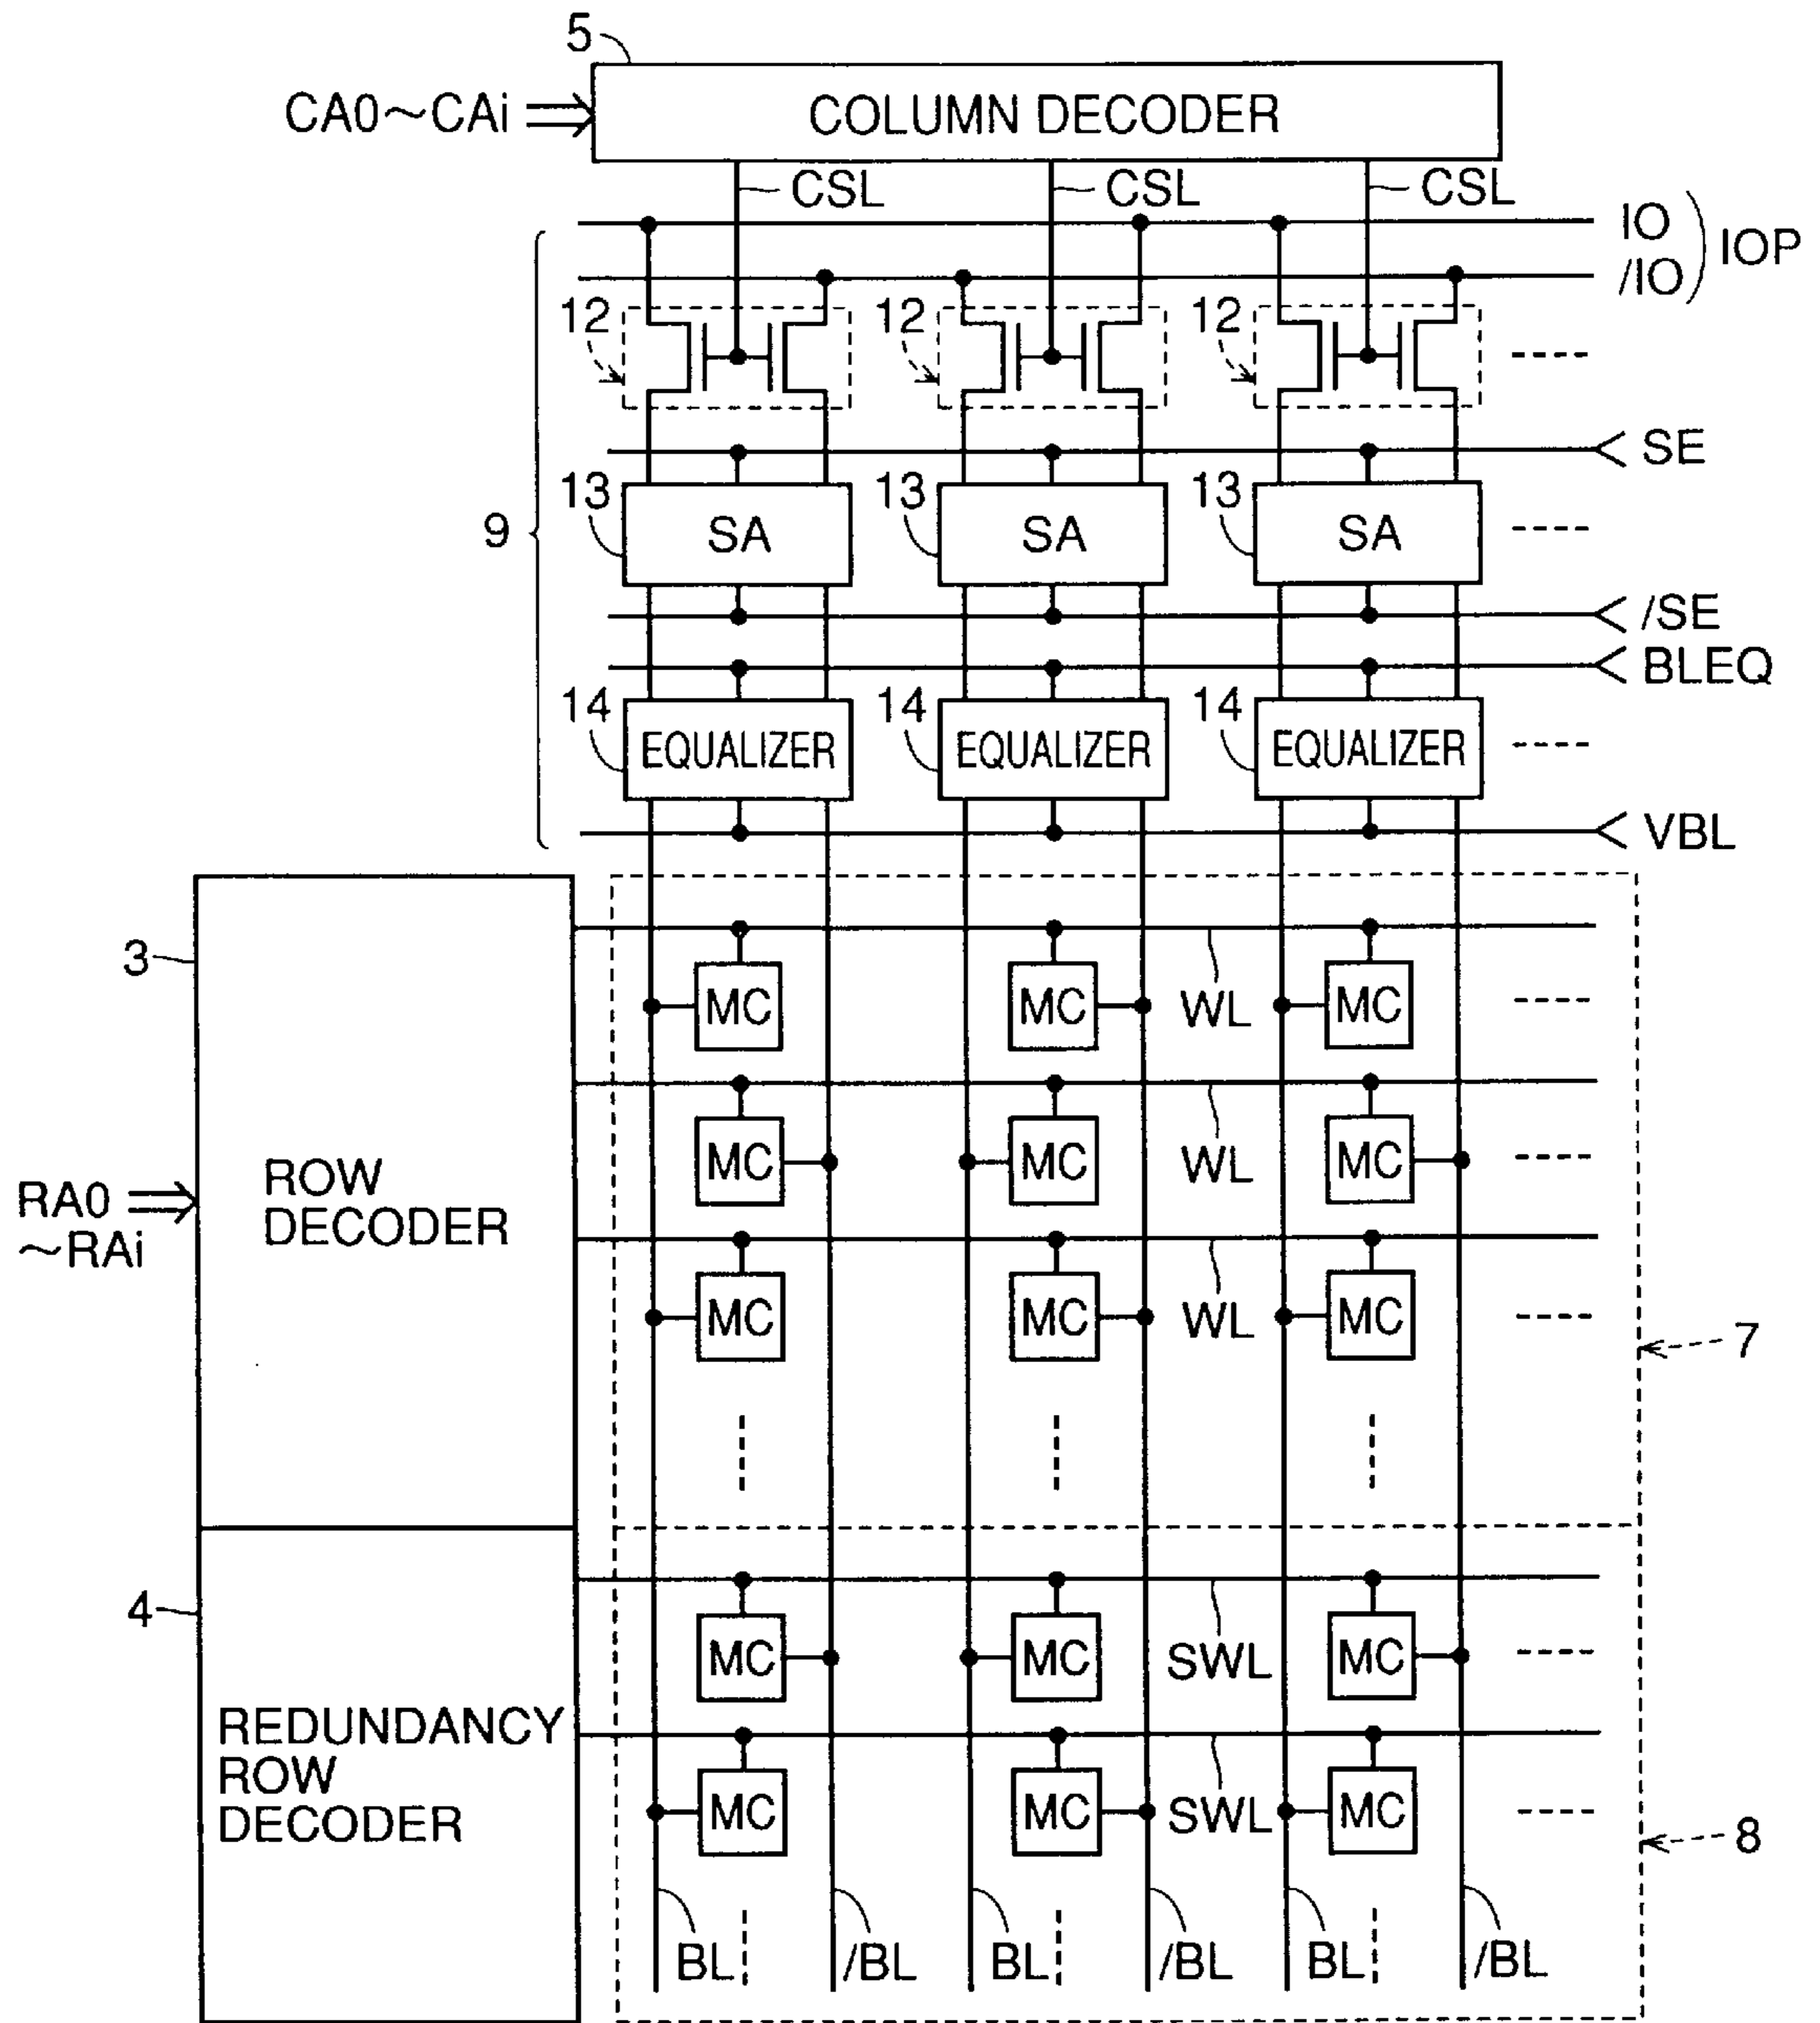 5
CA0~CAi
COLUMN DECODER
CSL CSL CSL
IO
/IO
IOP
12 12 12
SE
13 13 13
SA SA SA
9
/SE
BLEQ
14 14 14
EQUALIZER EQUALIZER EQUALIZER
VBL
3
MC MC WL MC
MC MC WL MC
ROW
DECODER
RA0
~RAi
MC MC WL MC
7
4
MC MC SWL MC
REDUNDANCY
ROW
DECODER
MC MC SWL MC
8
BL /BL BL /BL BL /BL